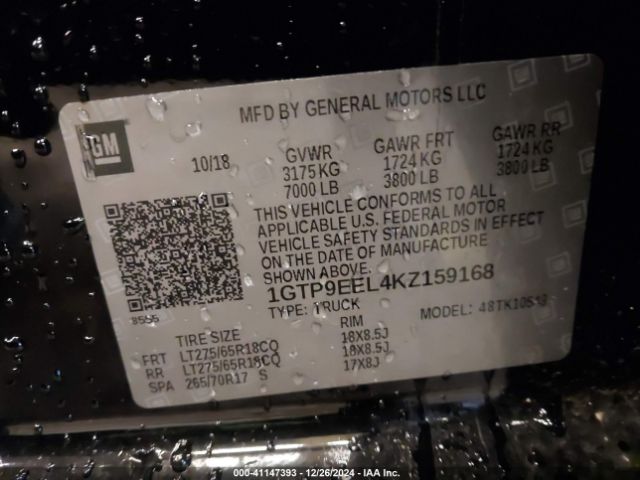 MFD BY GENERAL MOTORS LLC
GM
10/18
GVWR
3175 KG
7000 LB
GAWR FRT
1724 KG
3800 LB
GAWR RR
1724 KG
3800 LB
THIS VEHICLE CONFORMS TO ALL
APPLICABLE U.S. FEDERAL MOTOR
VEHICLE SAFETY STANDARDS IN EFFECT
ON THE DATE OF MANUFACTURE
SHOWN ABOVE.
1GTP9EEL4KZ159168
TYPE: TRUCK
MODEL:
TIRE SIZE RIM
FRT LT275/65R18CQ 18X8.5J
RR LT275/65R18CQ 18X8.5J
SPA 265/70R17 S 17X8J
000-41147393 - 12/26/2024 - IAA Inc.